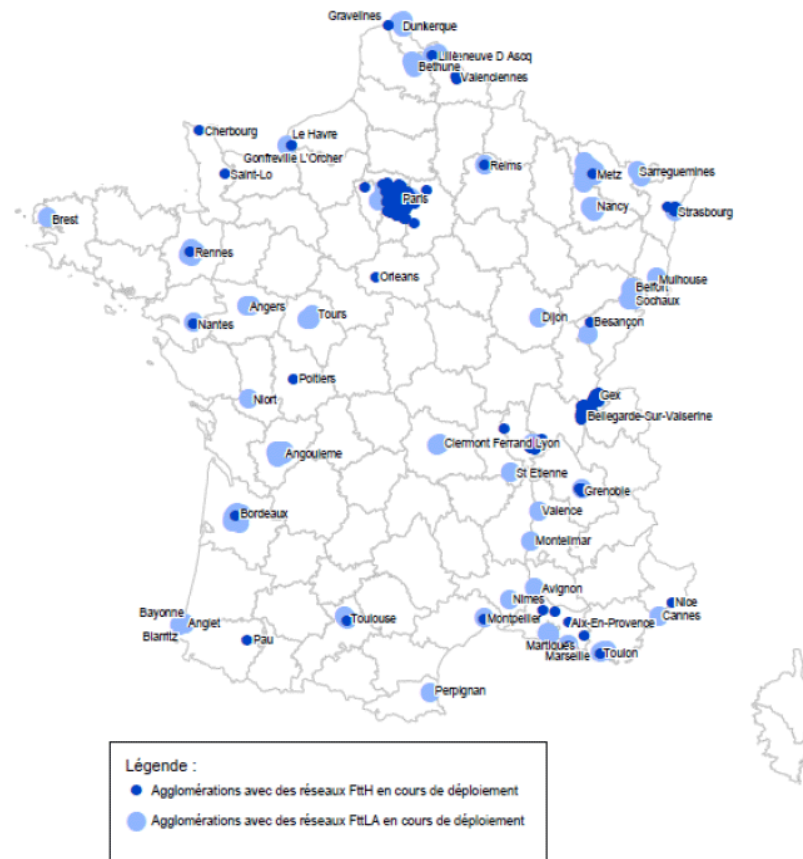 Gravelines
Dunkerque
Lilleneuve D Ascq
Bethune
Valenciennes
Cherbourg
Le Havre
Gonfreville L'Orcher
Saint-Lo
Reims
Metz
Sarreguemines
Paris
Nancy
Strasbourg
Brest
Rennes
Orleans
Mulhouse
Belfort
Sochaux
Angers
Tours
Dijon
Besançon
Nantes
Poitiers
Niort
Gex
Bellegarde-Sur-Valserine
Clermont Ferrand
Lyon
Angouleme
St Etienne
Grenoble
Bordeaux
Valence
Montelimar
Avignon
Nimes
Nice
Cannes
Bayonne
Anglet
Biarritz
Toulouse
Montpellier
Aix-En-Provence
Pau
Martigues
Marseille
Toulon
Perpignan
Légende :
Agglomérations avec des réseaux FttH en cours de déploiement
Agglomérations avec des réseaux FttLA en cours de déploiement